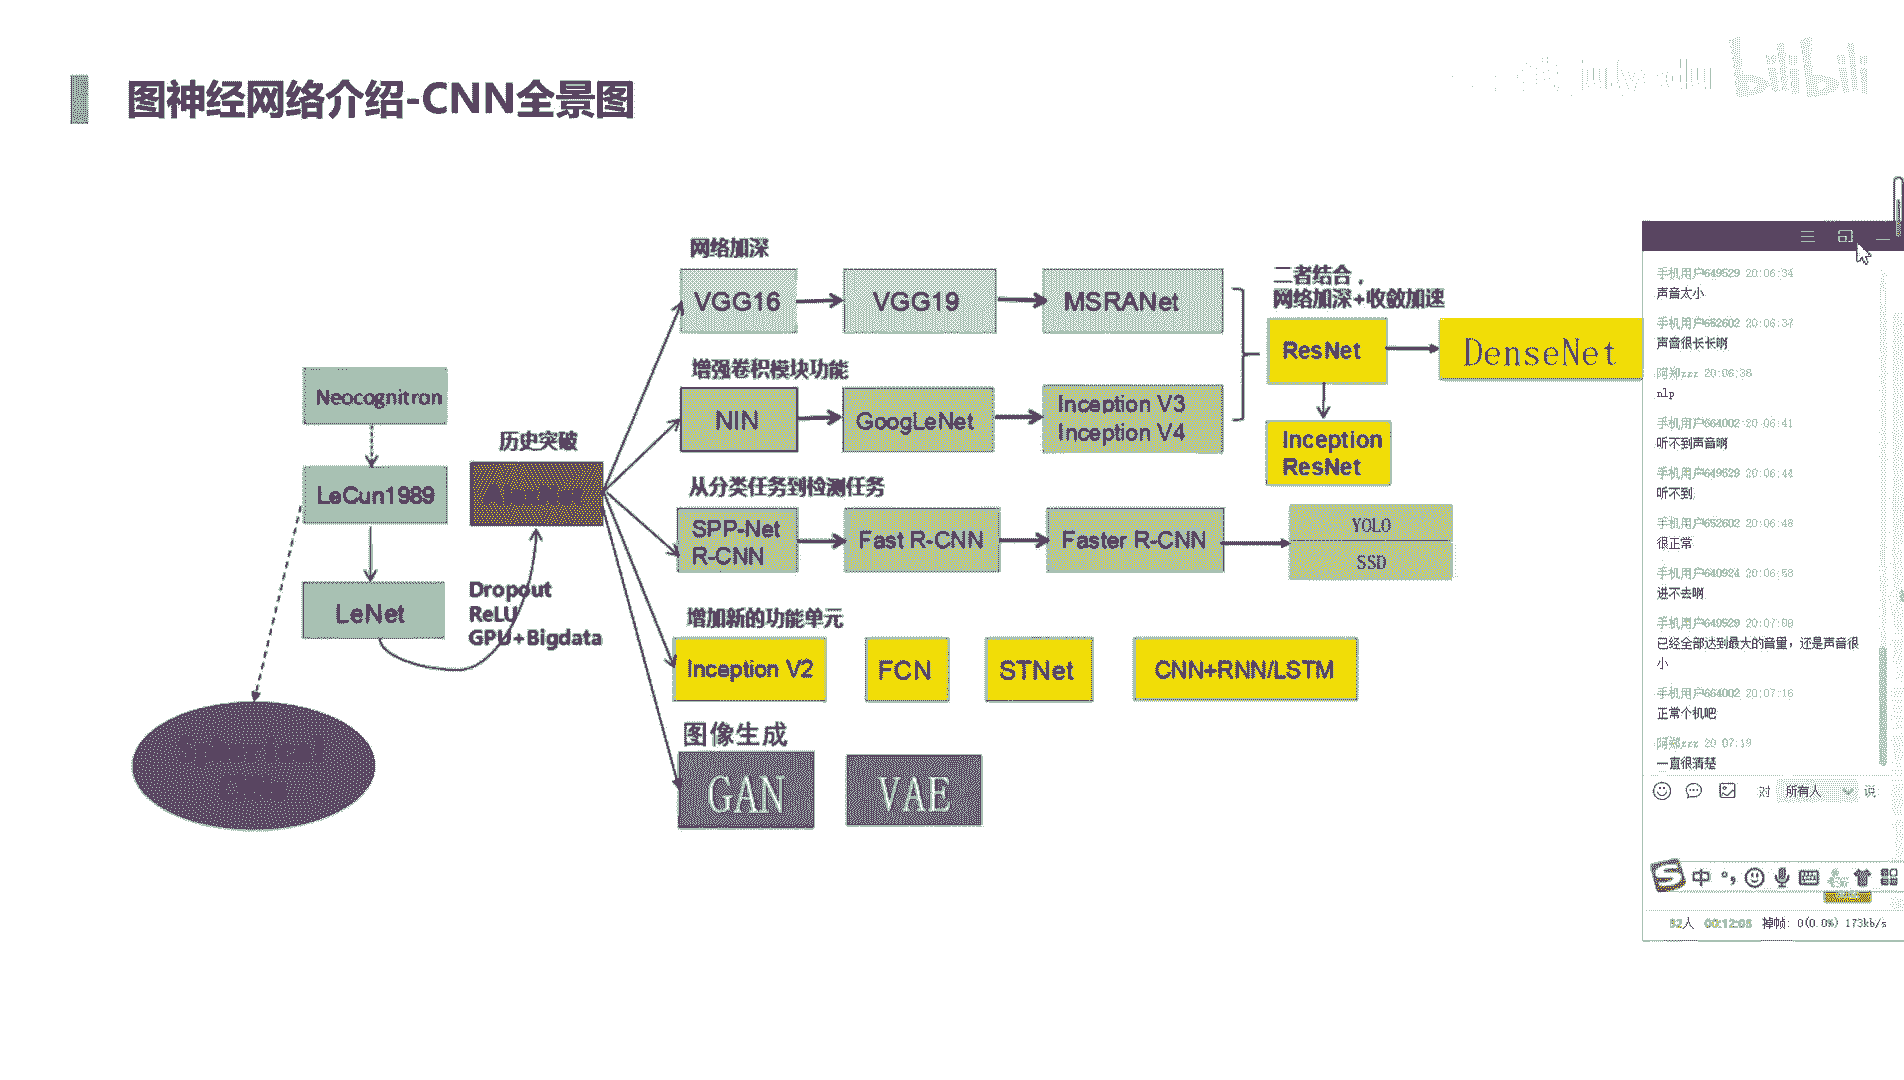 图神经网络介绍-CNN全景图
julyedu
bilibili
网络加深
VGG16
VGG19
MSRANet
二者结合，
网络加深+收敛加速
ResNet
DenseNet
增强卷积模块功能
NIN
GoogLeNet
Inception V3
Inception V4
Inception
ResNet
Neocognitron
历史突破
LeCun1989
AlexNet
从分类任务到检测任务
SPP-Net
R-CNN
Fast R-CNN
Faster R-CNN
YOLO
SSD
LeNet
Dropout
ReLU
GPU+Bigdata
增加新的功能单元
Inception V2
FCN
STNet
CNN+RNN/LSTM
图像生成
GAN
VAE
手机用户649529 20:06:34
声音太小
手机用户652602 20:06:37
声音很长长啊
阿郑zzz 20:06:38
nlp
手机用户664002 20:06:41
听不到声音啊
手机用户649529 20:06:44
听不到
手机用户652602 20:06:48
很正常
手机用户640924 20:06:58
进不去啊
手机用户649529 20:07:09
已经全部达到最大的音量，还是声音很
小
手机用户664002 20:07:16
正常个机吧
阿郑zzz 20:07:19
一直很清楚
对 所有人 说
中
82人 00:12:06 掉帧: 0(0.0%) 173kb/s